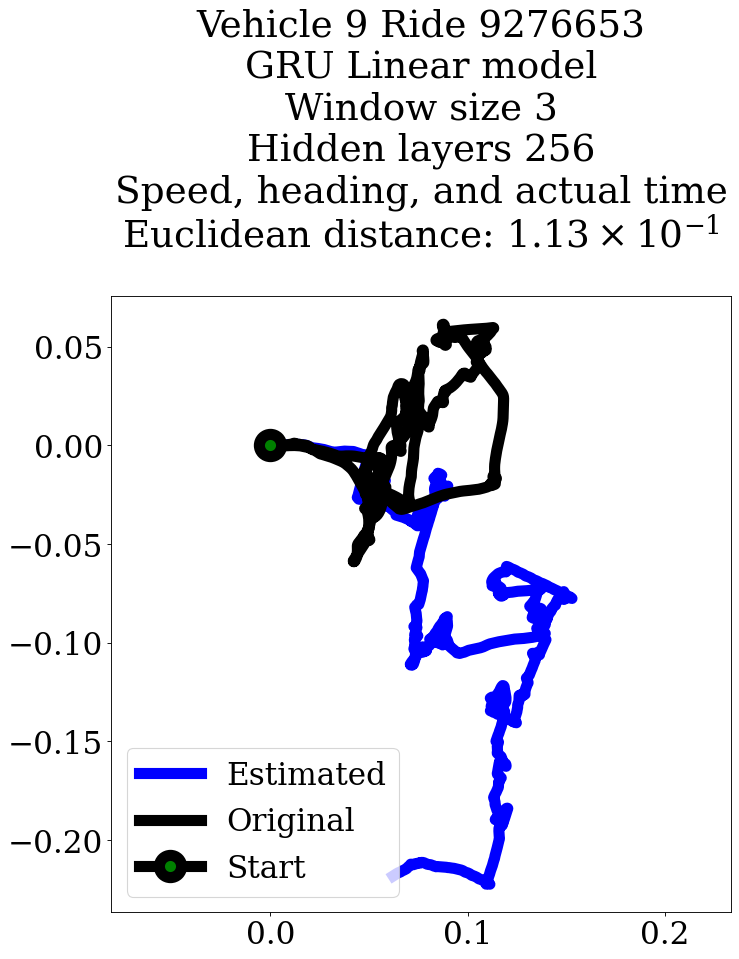 Vehicle 9 Ride 9276653
GRU Linear model
Window size 3
Hidden layers 256
Speed, heading, and actual time
Euclidean distance: 1.13 × 10⁻¹
0.05
0.00
−0.05
−0.10
−0.15
−0.20
Estimated
Original
Start
0.0 0.1 0.2